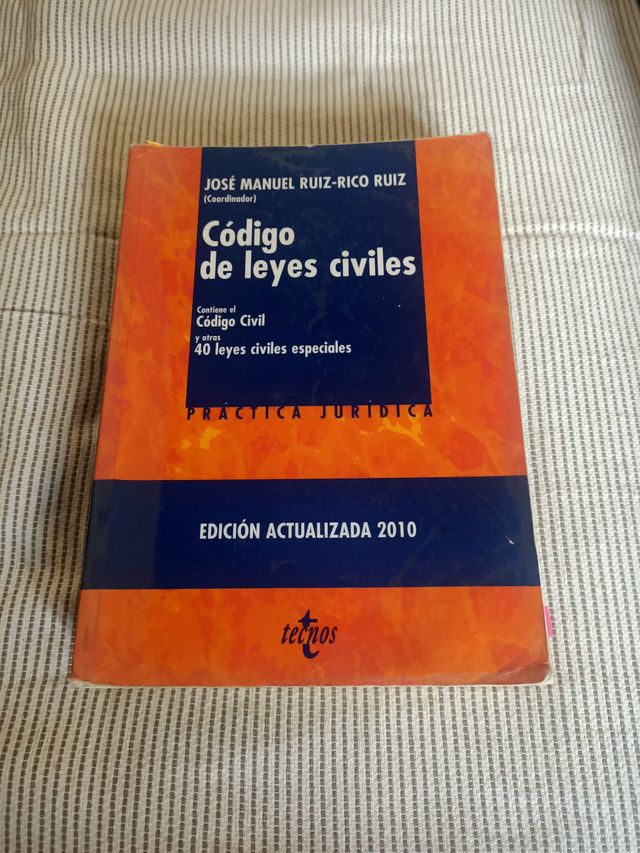 JOSÉ MANUEL RUIZ-RICO RUIZ
(Coordinador)
Código
de leyes civiles
Contiene el
Código Civil
y otras
40 leyes civiles especiales
PRÁCTICA JURÍDICA
EDICIÓN ACTUALIZADA 2010
tecnos